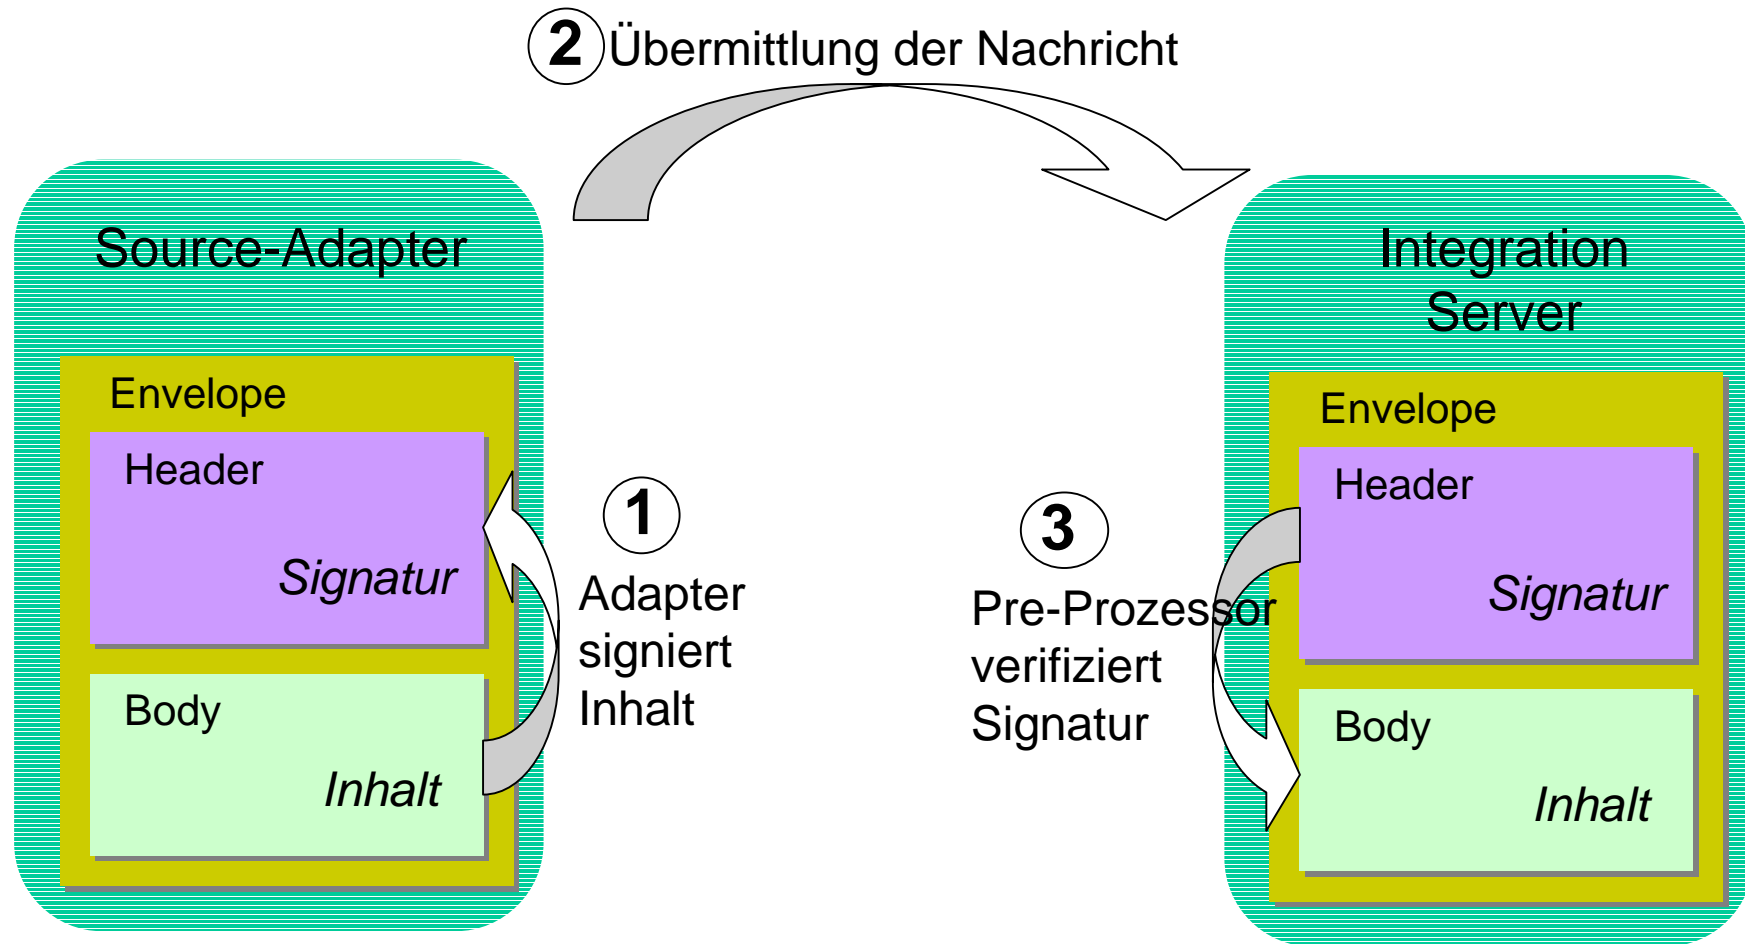 2 Übermittlung der Nachricht
Source-Adapter
Envelope
Header
Signatur
Body
Inhalt
1
Adapter
signiert
Inhalt
3
Pre-Prozessor
verifiziert
Signatur
Integration
Server
Envelope
Header
Signatur
Body
Inhalt